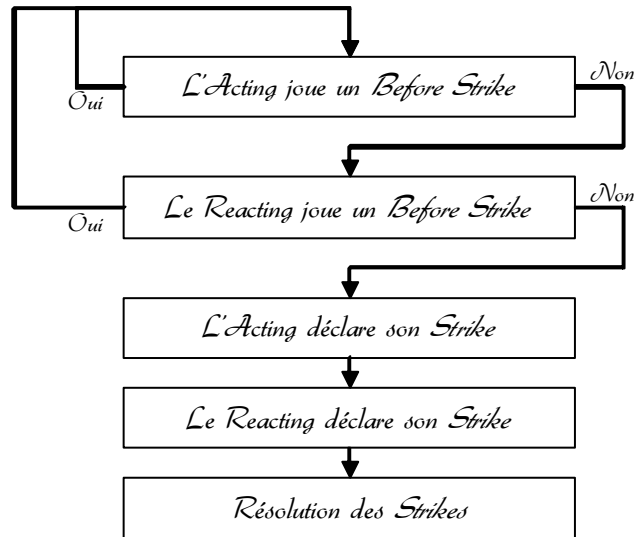 L'Acting joue un Before Strike
Oui
Non
Le Reacting joue un Before Strike
Oui
Non
L'Acting déclare son Strike
Le Reacting déclare son Strike
Résolution des Strikes